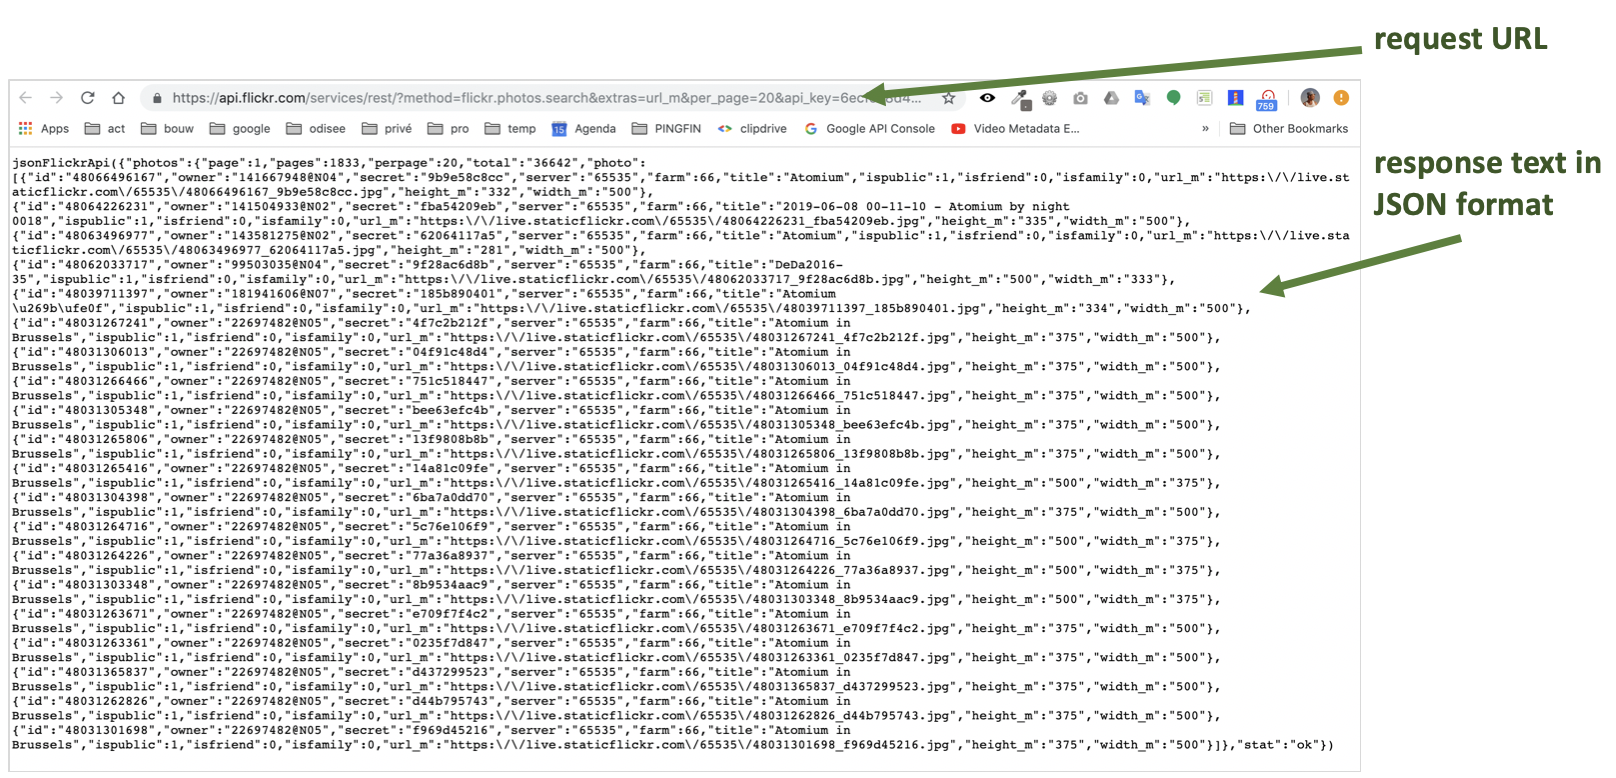 request URL
https://api.flickr.com/services/rest/?method=flickr.photos.search&extras=url_m&per_page=20&api_key=
759
Apps act bouw google odisee privé pro temp 15 Agenda PINGFIN clipdrive Google API Console Video Metadata E... » Other Bookmarks
response text in
JSON format
jsonFlickrApi({"photos":{"page":1,"pages":1833,"perpage":20,"total":"36642","photo":
[{"id":"48066496167","owner":"141667948@N04","secret":"9b9e58c8cc","server":"65535","farm":66,"title":"Atomium","ispublic":1,"isfriend":0,"isfamily":0,"url_m":"https:\/\/live.st
aticflickr.com\/65535\/48066496167_9b9e58c8cc.jpg","height_m":"332","width_m":"500"},
{"id":"48064226231","owner":"141504933@N02","secret":"fba54209eb","server":"65535","farm":66,"title":"2019-06-08 00-11-10 - Atomium by night
0018","ispublic":1,"isfriend":0,"isfamily":0,"url_m":"https:\/\/live.staticflickr.com\/65535\/48064226231_fba54209eb.jpg","height_m":"335","width_m":"500"},
{"id":"48063496977","owner":"143581275@N02","secret":"62064117a5","server":"65535","farm":66,"title":"Atomium","ispublic":1,"isfriend":0,"isfamily":0,"url_m":"https:\/\/live.sta
ticflickr.com\/65535\/48063496977_62064117a5.jpg","height_m":"281","width_m":"500"},
{"id":"48062033717","owner":"99503035@N04","secret":"9f28ac6d8b","server":"65535","farm":66,"title":"DeDa2016-
35","ispublic":1,"isfriend":0,"isfamily":0,"url_m":"https:\/\/live.staticflickr.com\/65535\/48062033717_9f28ac6d8b.jpg","height_m":"500","width_m":"333"},
{"id":"48039711397","owner":"181941606@N07","secret":"185b890401","server":"65535","farm":66,"title":"Atomium
\u269b\ufe0f","ispublic":1,"isfriend":0,"isfamily":0,"url_m":"https:\/\/live.staticflickr.com\/65535\/48039711397_185b890401.jpg","height_m":"334","width_m":"500"},
{"id":"48031267241","owner":"22697482@N05","secret":"4f7c2b212f","server":"65535","farm":66,"title":"Atomium in
Brussels","ispublic":1,"isfriend":0,"isfamily":0,"url_m":"https:\/\/live.staticflickr.com\/65535\/48031267241_4f7c2b212f.jpg","height_m":"375","width_m":"500"},
{"id":"48031306013","owner":"22697482@N05","secret":"04f91c48d4","server":"65535","farm":66,"title":"Atomium in
Brussels","ispublic":1,"isfriend":0,"isfamily":0,"url_m":"https:\/\/live.staticflickr.com\/65535\/48031306013_04f91c48d4.jpg","height_m":"375","width_m":"500"},
{"id":"48031266466","owner":"22697482@N05","secret":"751c518447","server":"65535","farm":66,"title":"Atomium in
Brussels","ispublic":1,"isfriend":0,"isfamily":0,"url_m":"https:\/\/live.staticflickr.com\/65535\/48031266466_751c518447.jpg","height_m":"375","width_m":"500"},
{"id":"48031305348","owner":"22697482@N05","secret":"bee63efc4b","server":"65535","farm":66,"title":"Atomium in
Brussels","ispublic":1,"isfriend":0,"isfamily":0,"url_m":"https:\/\/live.staticflickr.com\/65535\/48031305348_bee63efc4b.jpg","height_m":"375","width_m":"500"},
{"id":"48031265806","owner":"22697482@N05","secret":"13f9808b8b","server":"65535","farm":66,"title":"Atomium in
Brussels","ispublic":1,"isfriend":0,"isfamily":0,"url_m":"https:\/\/live.staticflickr.com\/65535\/48031265806_13f9808b8b.jpg","height_m":"375","width_m":"500"},
{"id":"48031265416","owner":"22697482@N05","secret":"14a81c09fe","server":"65535","farm":66,"title":"Atomium in
Brussels","ispublic":1,"isfriend":0,"isfamily":0,"url_m":"https:\/\/live.staticflickr.com\/65535\/48031265416_14a81c09fe.jpg","height_m":"500","width_m":"375"},
{"id":"48031304398","owner":"22697482@N05","secret":"6ba7a0dd70","server":"65535","farm":66,"title":"Atomium in
Brussels","ispublic":1,"isfriend":0,"isfamily":0,"url_m":"https:\/\/live.staticflickr.com\/65535\/48031304398_6ba7a0dd70.jpg","height_m":"375","width_m":"500"},
{"id":"48031264716","owner":"22697482@N05","secret":"5c76e106f9","server":"65535","farm":66,"title":"Atomium in
Brussels","ispublic":1,"isfriend":0,"isfamily":0,"url_m":"https:\/\/live.staticflickr.com\/65535\/48031264716_5c76e106f9.jpg","height_m":"500","width_m":"375"},
{"id":"48031264226","owner":"22697482@N05","secret":"77a36a8937","server":"65535","farm":66,"title":"Atomium in
Brussels","ispublic":1,"isfriend":0,"isfamily":0,"url_m":"https:\/\/live.staticflickr.com\/65535\/48031264226_77a36a8937.jpg","height_m":"500","width_m":"375"},
{"id":"48031303348","owner":"22697482@N05","secret":"8b9534aac9","server":"65535","farm":66,"title":"Atomium in
Brussels","ispublic":1,"isfriend":0,"isfamily":0,"url_m":"https:\/\/live.staticflickr.com\/65535\/48031303348_8b9534aac9.jpg","height_m":"500","width_m":"375"},
{"id":"48031263671","owner":"22697482@N05","secret":"e709f7f4c2","server":"65535","farm":66,"title":"Atomium in
Brussels","ispublic":1,"isfriend":0,"isfamily":0,"url_m":"https:\/\/live.staticflickr.com\/65535\/48031263671_e709f7f4c2.jpg","height_m":"375","width_m":"500"},
{"id":"48031263361","owner":"22697482@N05","secret":"0235f7d847","server":"65535","farm":66,"title":"Atomium in
Brussels","ispublic":1,"isfriend":0,"isfamily":0,"url_m":"https:\/\/live.staticflickr.com\/65535\/48031263361_0235f7d847.jpg","height_m":"375","width_m":"500"},
{"id":"48031365837","owner":"22697482@N05","secret":"d437299523","server":"65535","farm":66,"title":"Atomium in
Brussels","ispublic":1,"isfriend":0,"isfamily":0,"url_m":"https:\/\/live.staticflickr.com\/65535\/48031365837_d437299523.jpg","height_m":"375","width_m":"500"},
{"id":"48031262826","owner":"22697482@N05","secret":"d44b795743","server":"65535","farm":66,"title":"Atomium in
Brussels","ispublic":1,"isfriend":0,"isfamily":0,"url_m":"https:\/\/live.staticflickr.com\/65535\/48031262826_d44b795743.jpg","height_m":"375","width_m":"500"},
{"id":"48031301698","owner":"22697482@N05","secret":"f969d45216","server":"65535","farm":66,"title":"Atomium in
Brussels","ispublic":1,"isfriend":0,"isfamily":0,"url_m":"https:\/\/live.staticflickr.com\/65535\/48031301698_f969d45216.jpg","height_m":"375","width_m":"500"}]},"stat":"ok"})